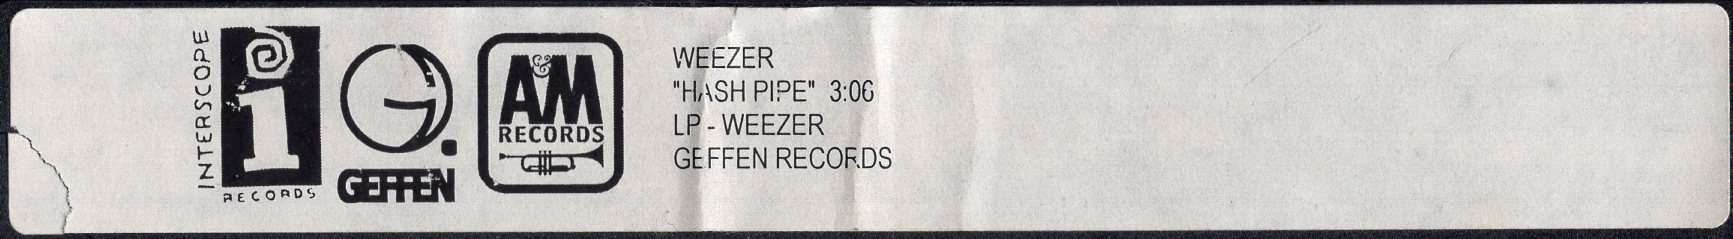 INTERSCOPE
i
RECORDS
G.
GEFFEN
A&M
RECORDS
WEEZER
"HASH PIPE" 3:06
LP - WEEZER
GEFFEN RECORDS